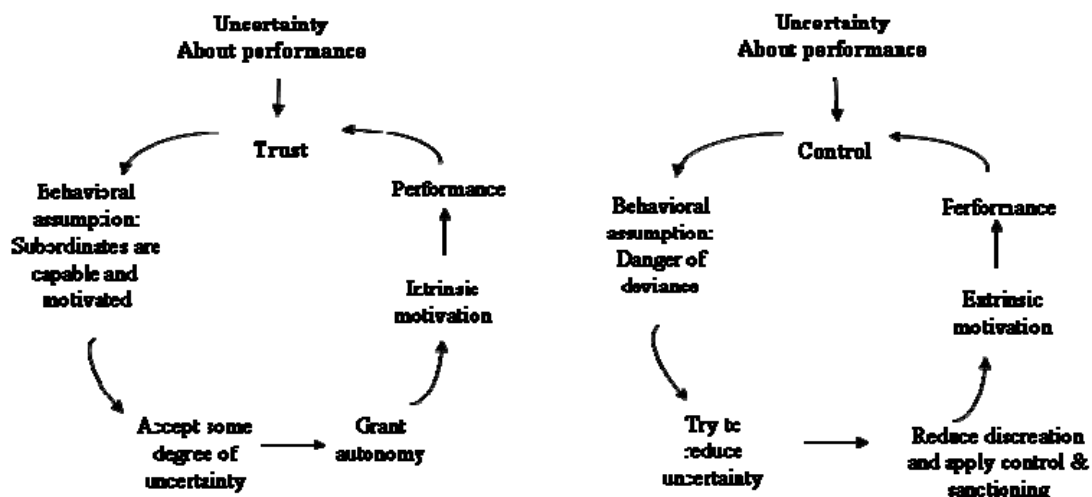 Uncertainty
About performance
Trust
Behavioral
assumption:
Subordinates are
capable and
motivated
Accept some
degree of
uncertainty
Grant
autonomy
Intrinsic
motivation
Performance
Uncertainty
About performance
Control
Behavioral
assumption:
Danger of
deviance
Try to
reduce
uncertainty
Reduce discreation
and apply control &
sanctioning
Extrinsic
motivation
Performance